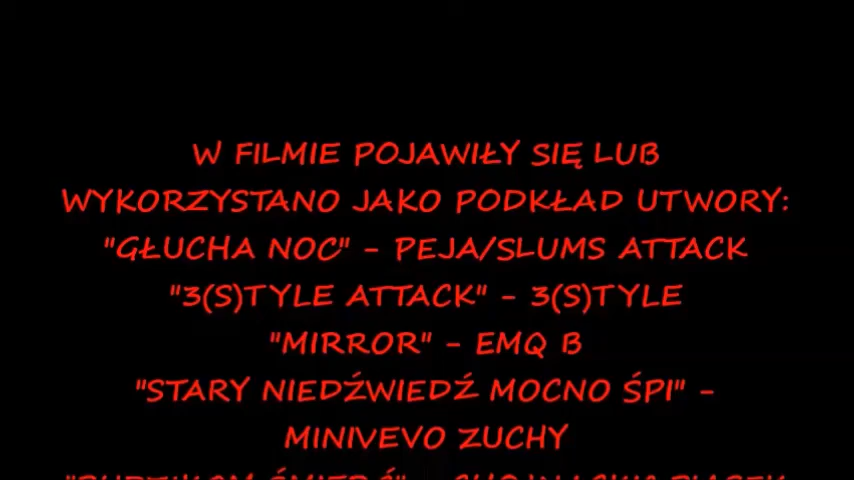 W FILMIE POJAWIŁY SIĘ LUB
WYKORZYSTANO JAKO PODKŁAD UTWORY:
"GŁUCHA NOC" - PEJA/SLUMS ATTACK
"3(S)TYLE ATTACK" - 3(S)TYLE
"MIRROR" - EMQ B
"STARY NIEDŹWIEDŹ MOCNO ŚPI" -
MINIVEVO ZUCHY